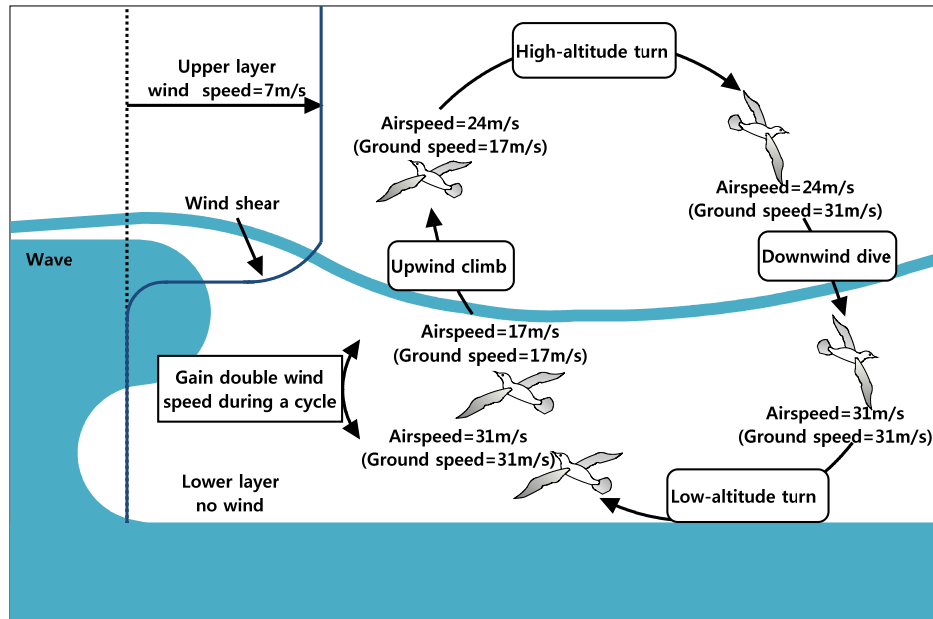 High-altitude turn
Upper layer
wind speed=7m/s
Airspeed=24m/s
(Ground speed=17m/s)
Airspeed=24m/s
(Ground speed=31m/s)
Wind shear
Wave
Upwind climb
Downwind dive
Airspeed=17m/s
(Ground speed=17m/s)
Gain double wind
speed during a cycle
Airspeed=31m/s
(Ground speed=31m/s)
Airspeed=31m/s
(Ground speed=31m/s)
Lower layer
no wind
Low-altitude turn